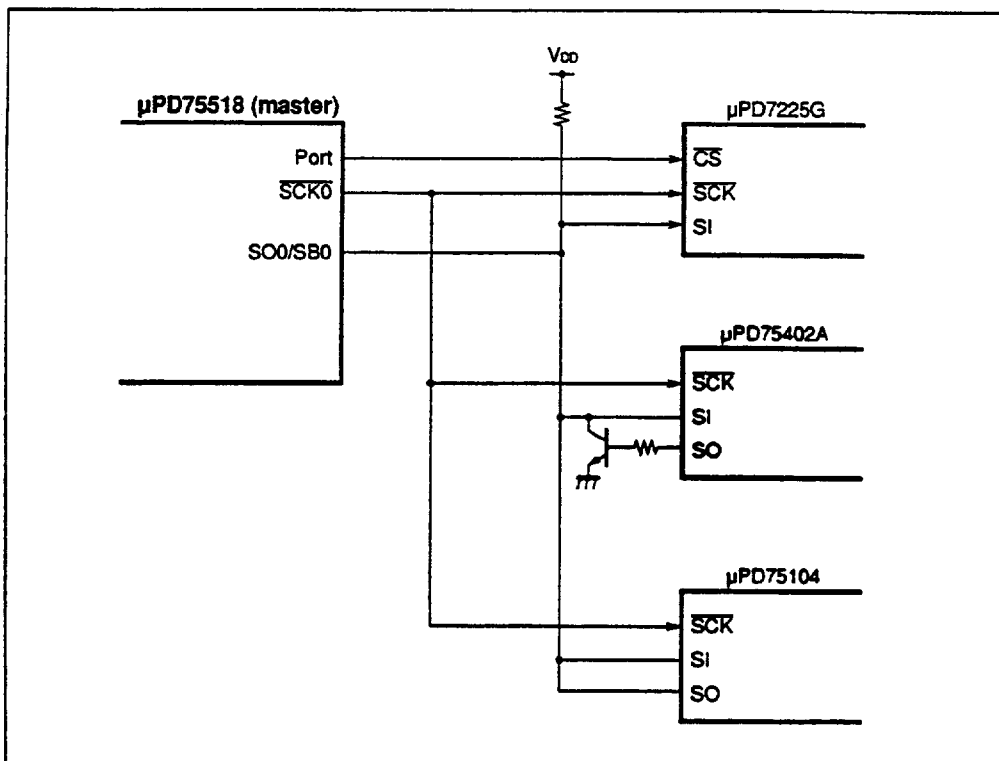 VDD
µPD75518 (master)
Port
SCK0
SO0/SB0
µPD7225G
CS
SCK
SI
µPD75402A
SCK
SI
SO
µPD75104
SCK
SI
SO